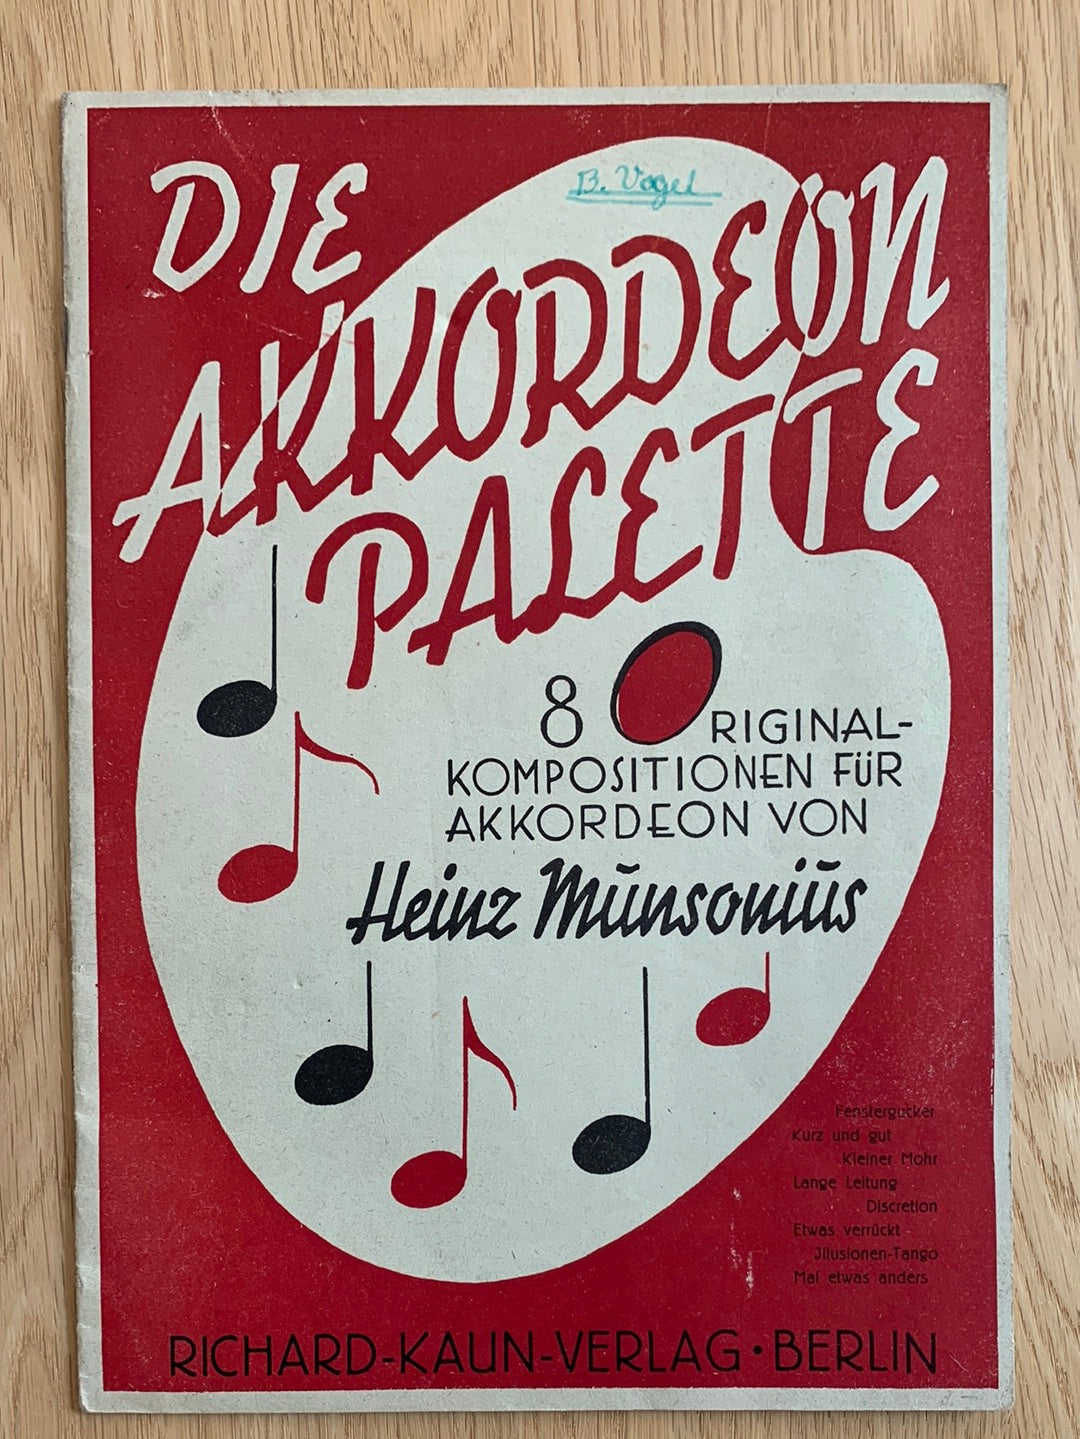 B. Vogel
DIE
AKKORDEON
PALETTE
8 ORIGINAL-
KOMPOSITIONEN FÜR
AKKORDEON VON
Heinz Munsonius
Fenstergucker
Kurz und gut
Kleiner Mohr
Lange Leitung
Discretion
Etwas verrückt
Jllusionen-Tango
Mal etwas anders
RICHARD-KAUN-VERLAG • BERLIN